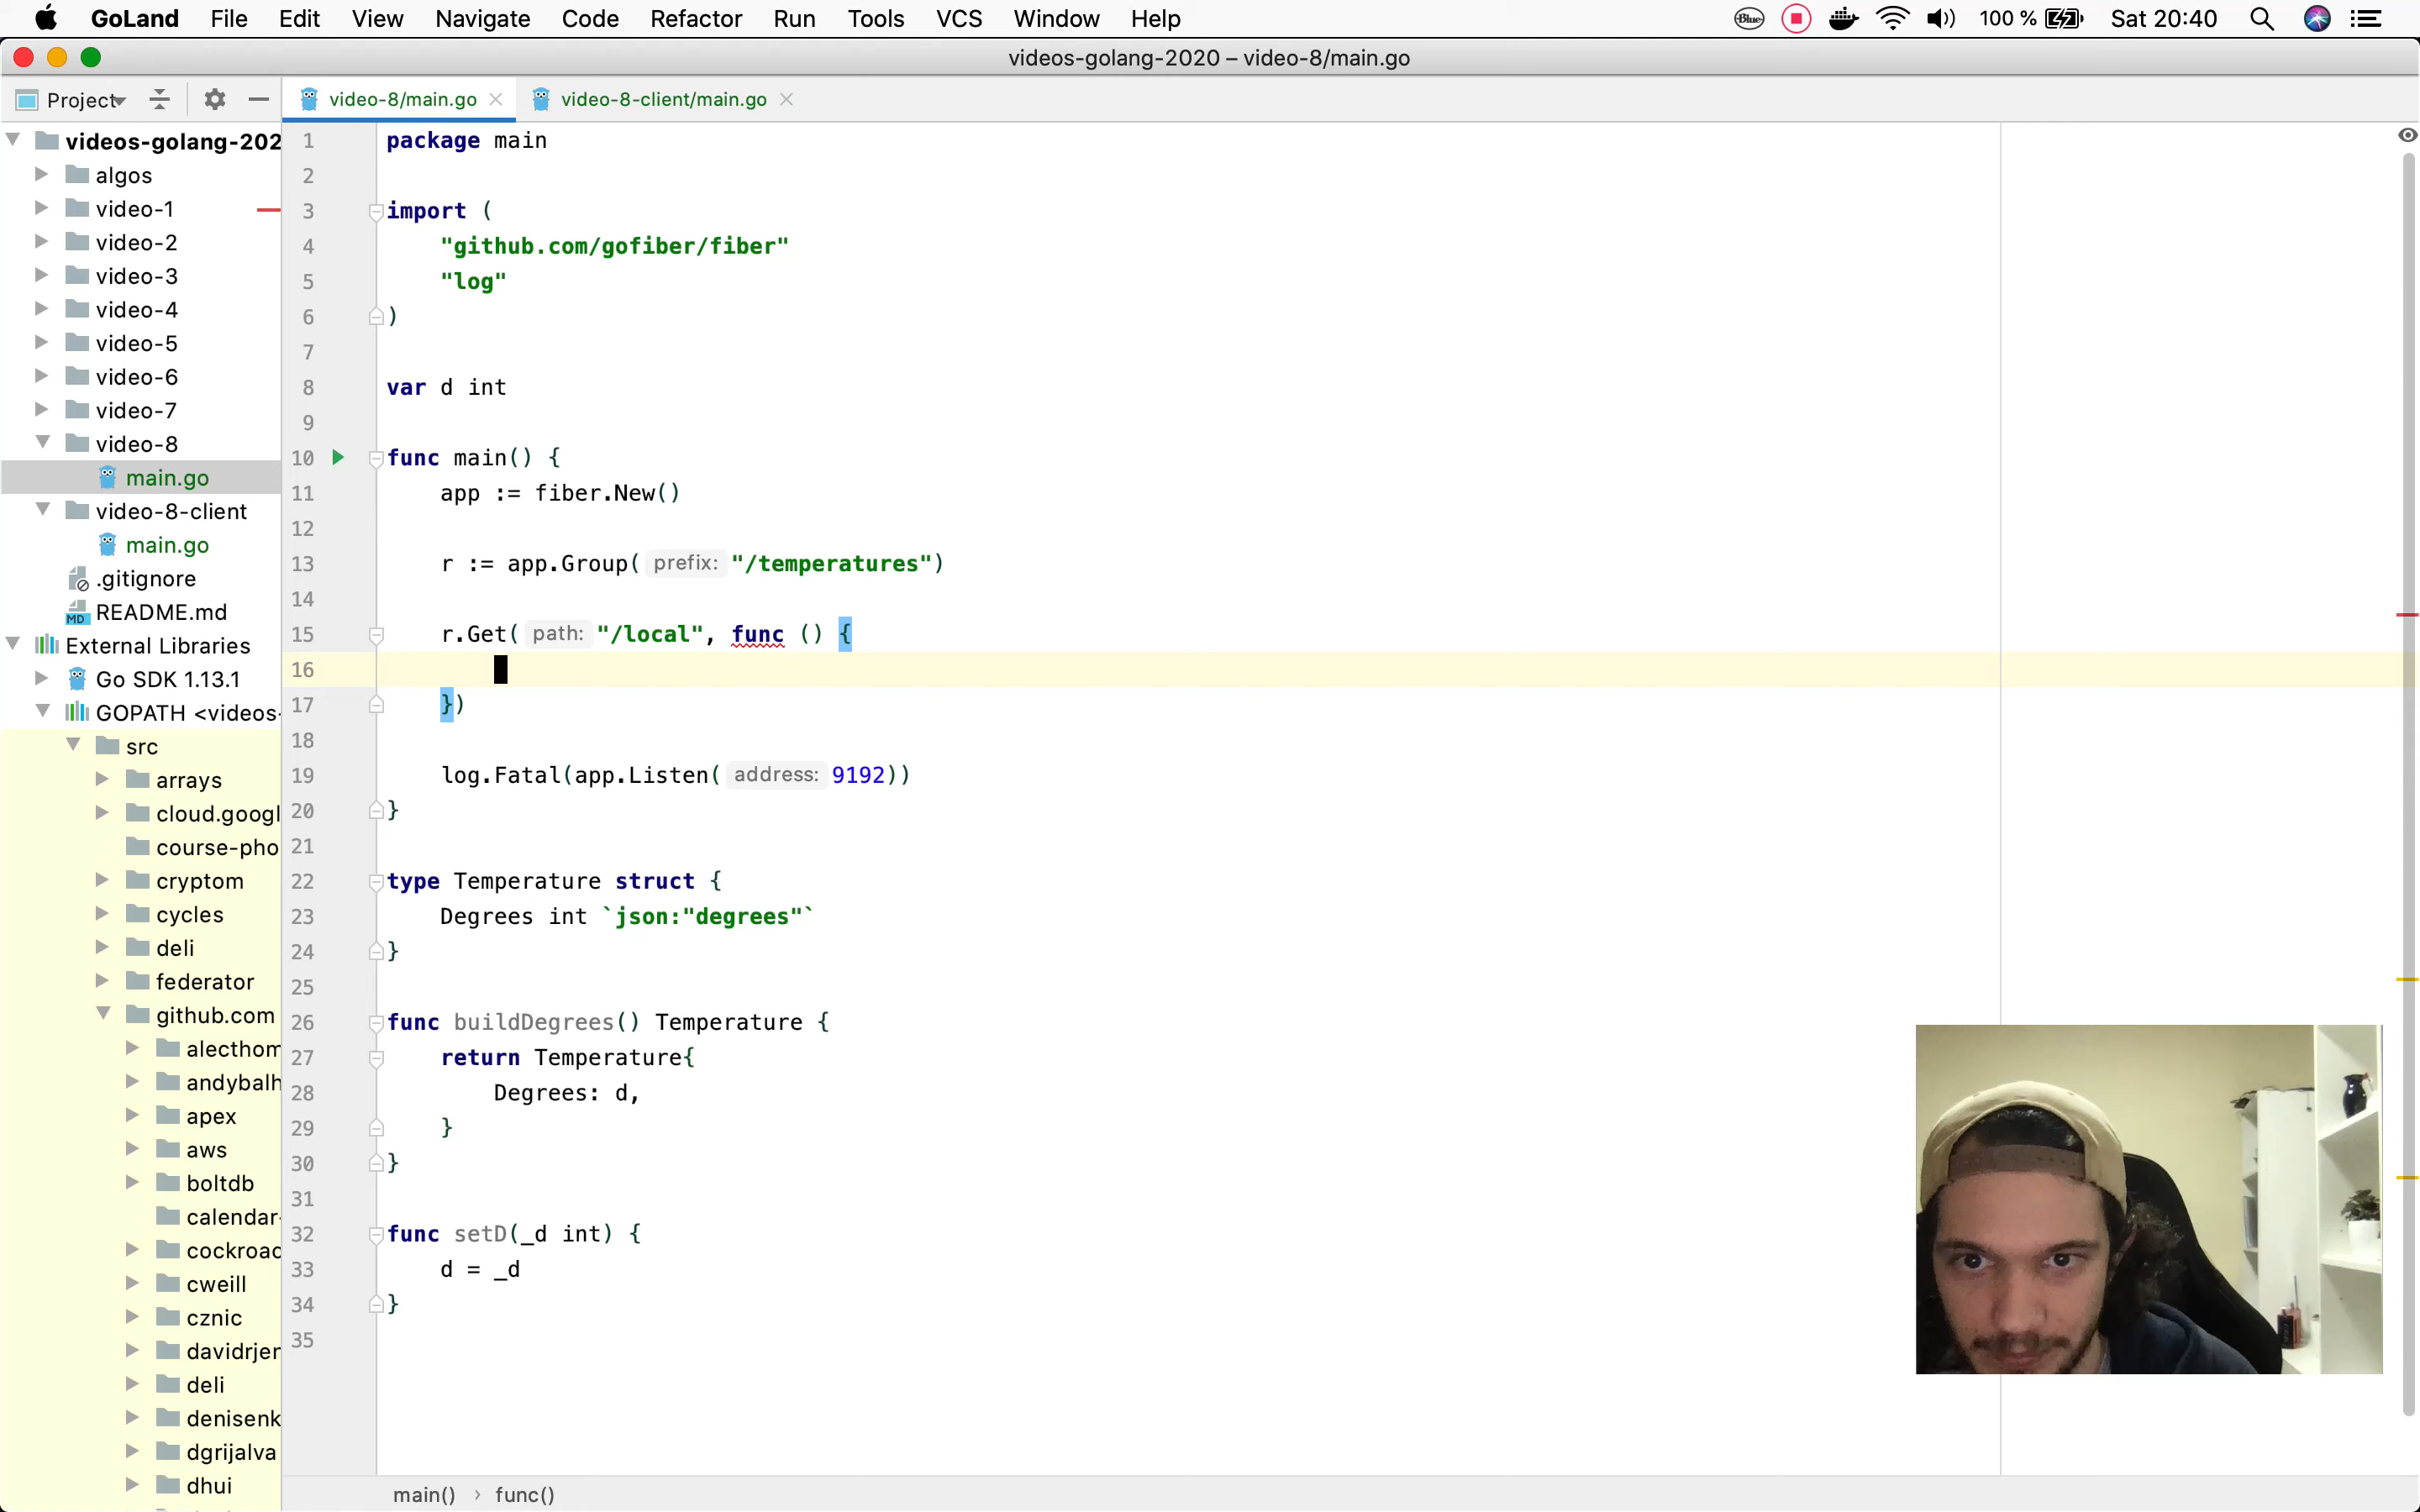 GoLand File Edit View Navigate Code Refactor Run Tools VCS Window Help Blue 100 % Sat 20:40
videos-golang-2020 – video-8/main.go
Project video-8/main.go video-8-client/main.go
videos-golang-202
algos
video-1
video-2
video-3
video-4
video-5
video-6
video-7
video-8
main.go
video-8-client
main.go
.gitignore
MD README.md
External Libraries
Go SDK 1.13.1
GOPATH <videos-
src
arrays
cloud.googl
course-pho
cryptom
cycles
deli
federator
github.com
alecthom
andybalh
apex
aws
boltdb
calendar-
cockroac
cweill
cznic
davidrjer
deli
denisenk
dgrijalva
dhui
1 package main
2
3 import (
4 "github.com/gofiber/fiber"
5 "log"
6 )
7
8 var d int
9
10 func main() {
11 app := fiber.New()
12
13 r := app.Group( prefix: "/temperatures")
14
15 r.Get( path: "/local", func () {
16
17 })
18
19 log.Fatal(app.Listen( address: 9192))
20 }
21
22 type Temperature struct {
23 Degrees int `json:"degrees"`
24 }
25
26 func buildDegrees() Temperature {
27 return Temperature{
28 Degrees: d,
29 }
30 }
31
32 func setD(_d int) {
33 d = _d
34 }
35
main() › func()